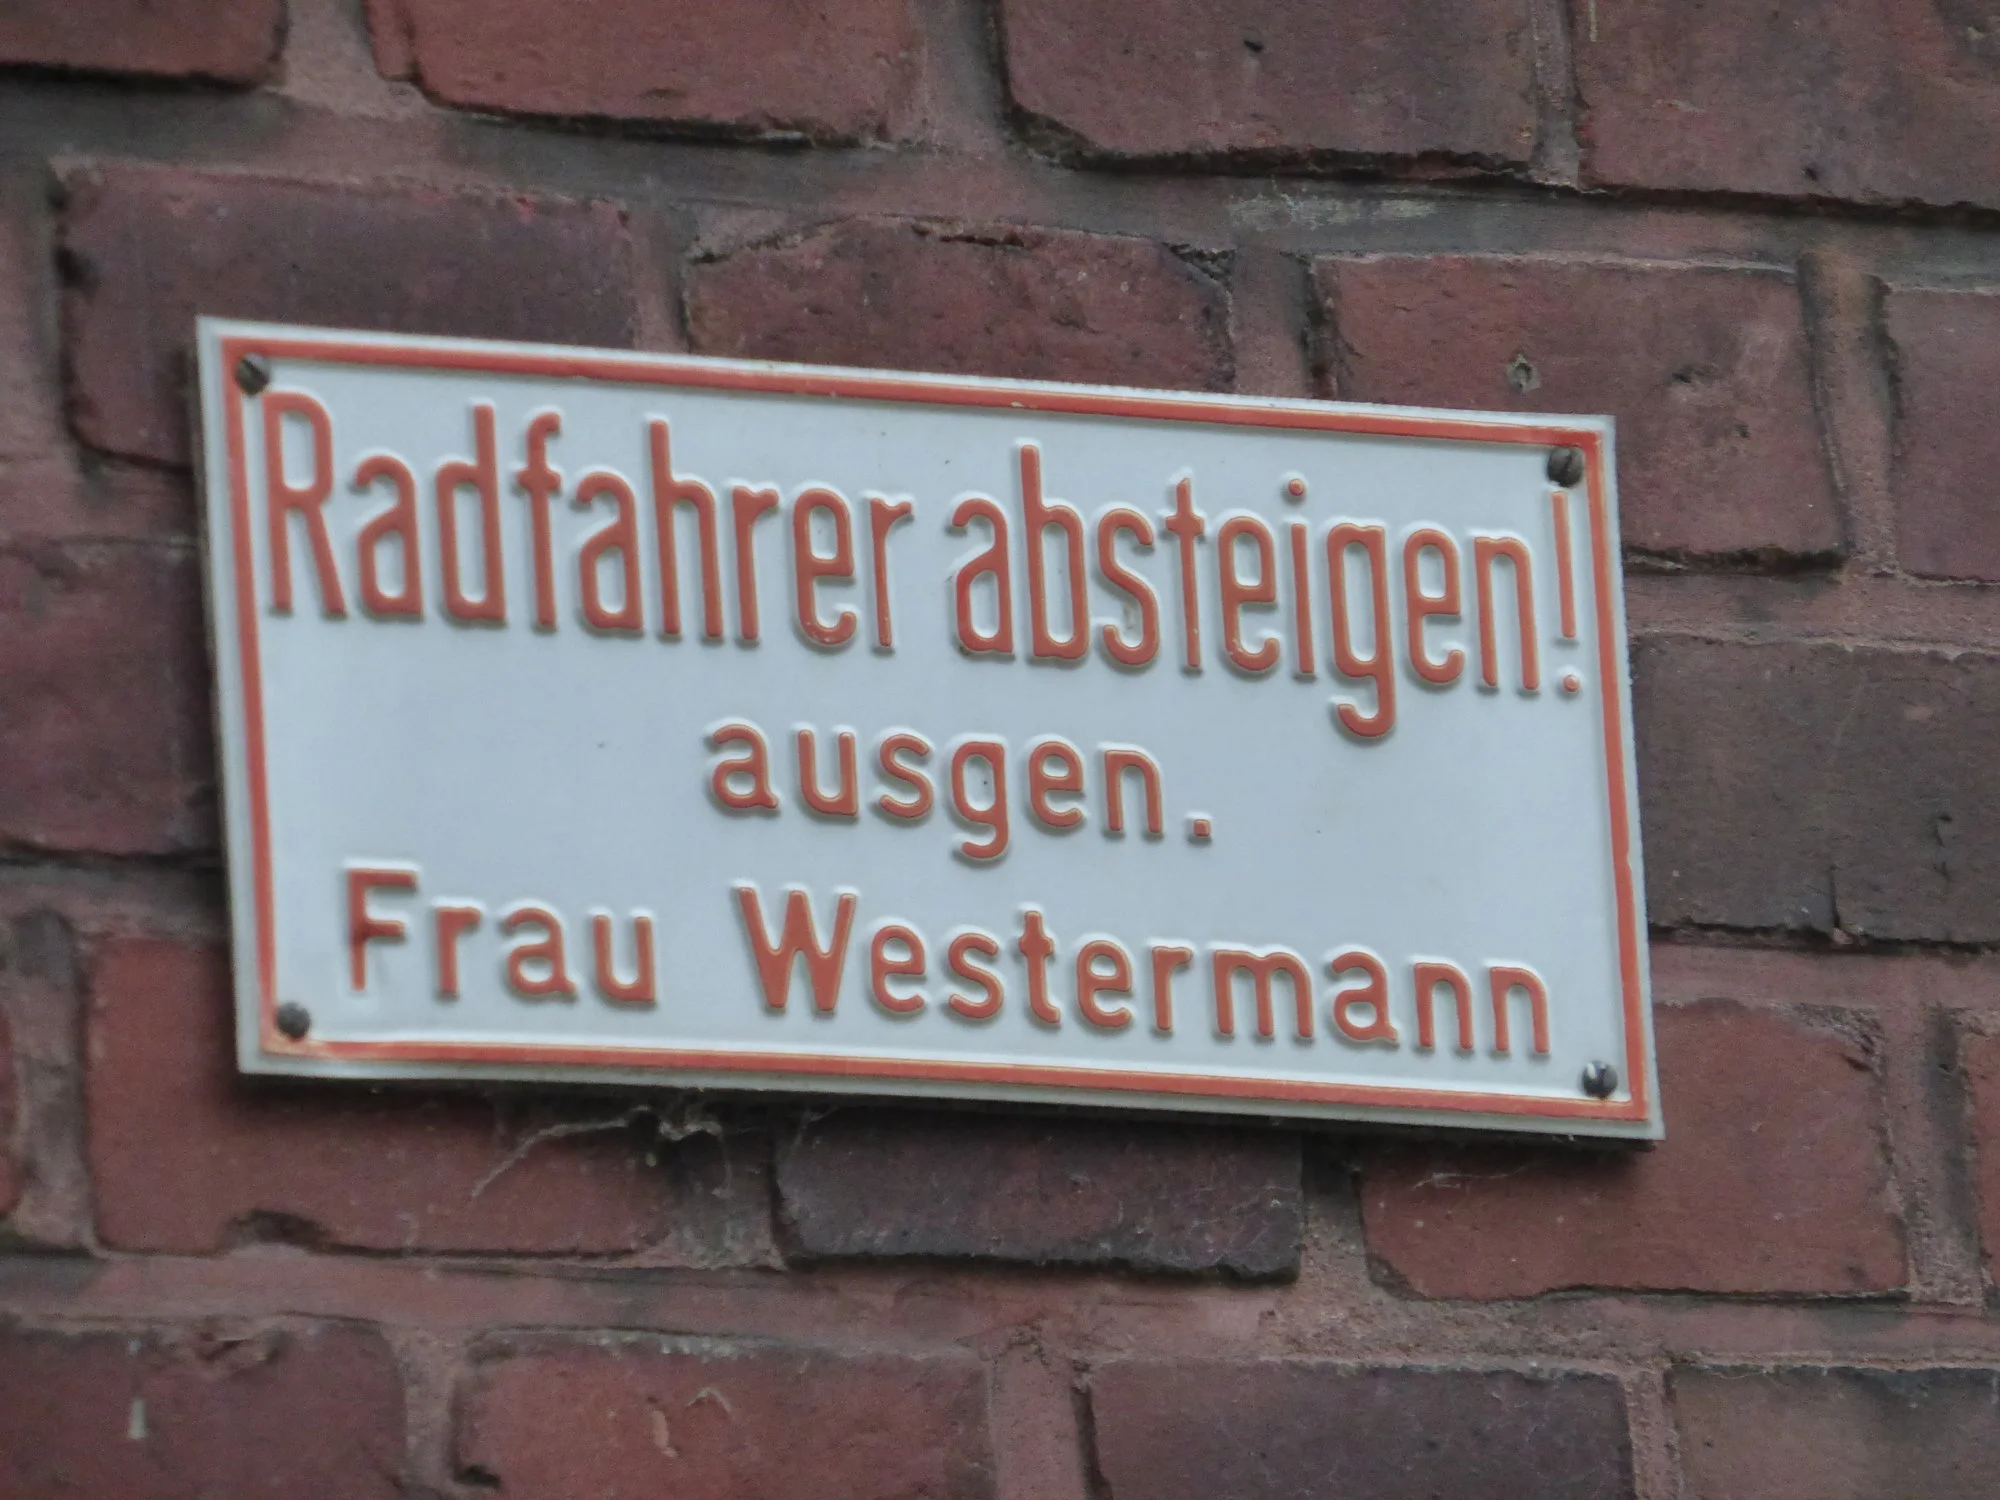 Radfahrer absteigen!
ausgen.
Frau Westermann